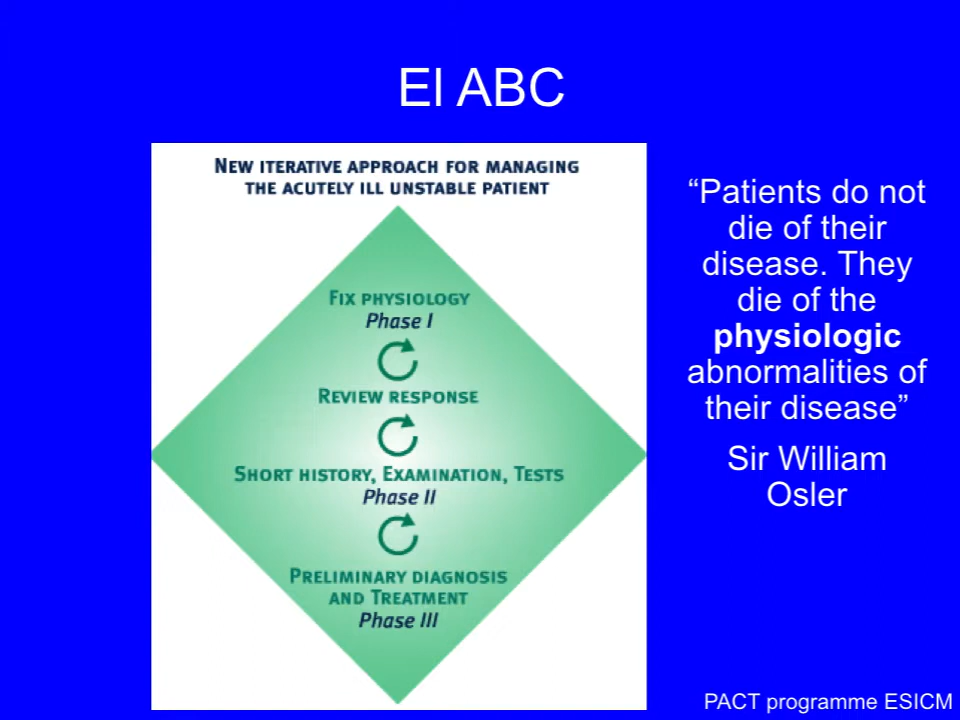 El ABC
NEW ITERATIVE APPROACH FOR MANAGING
THE ACUTELY ILL UNSTABLE PATIENT
FIX PHYSIOLOGY
Phase I
REVIEW RESPONSE
SHORT HISTORY, EXAMINATION, TESTS
Phase II
PRELIMINARY DIAGNOSIS
AND TREATMENT
Phase III
“Patients do not
die of their
disease. They
die of the
physiologic
abnormalities of
their disease”
Sir William
Osler
PACT programme ESICM